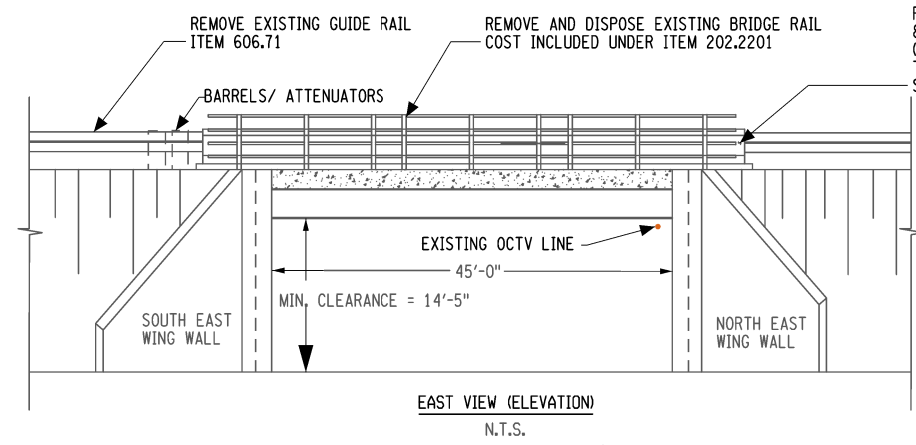 REMOVE EXISTING GUIDE RAIL
ITEM 606.71
REMOVE AND DISPOSE EXISTING BRIDGE RAIL
COST INCLUDED UNDER ITEM 202.2201
BARRELS/ ATTENUATORS
EXISTING OCTV LINE
45'-0"
MIN. CLEARANCE = 14'-5"
SOUTH EAST
WING WALL
NORTH EAST
WING WALL
EAST VIEW (ELEVATION)
N.T.S.